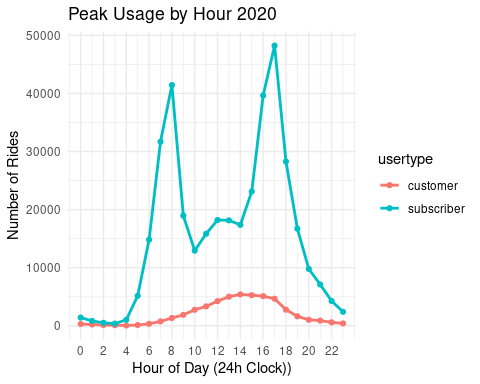 Peak Usage by Hour 2020
50000
40000
30000
20000
10000
0
Number of Rides
0 2 4 6 8 10 12 14 16 18 20 22
Hour of Day (24h Clock))
usertype
customer
subscriber